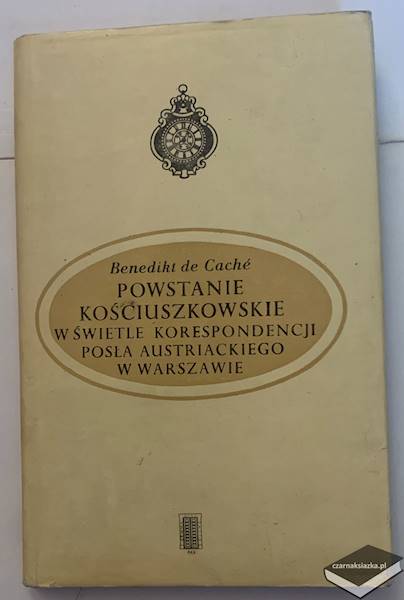 Benedikt de Caché
POWSTANIE
KOŚCIUSZKOWSKIE
W ŚWIETLE KORESPONDENCJI
POSŁA AUSTRIACKIEGO
W WARSZAWIE
czarnaksiazka.pl